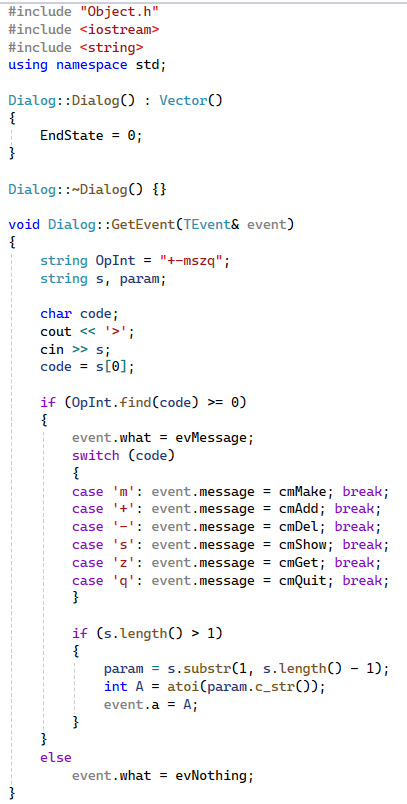 #include "Object.h"
#include <iostream>
#include <string>
using namespace std;

Dialog::Dialog() : Vector()
{
    EndState = 0;
}

Dialog::~Dialog() {}

void Dialog::GetEvent(TEvent& event)
{
    string OpInt = "+-mszq";
    string s, param;

    char code;
    cout << '>';
    cin >> s;
    code = s[0];

    if (OpInt.find(code) >= 0)
    {
        event.what = evMessage;
        switch (code)
        {
        case 'm': event.message = cmMake; break;
        case '+': event.message = cmAdd; break;
        case '-': event.message = cmDel; break;
        case 's': event.message = cmShow; break;
        case 'z': event.message = cmGet; break;
        case 'q': event.message = cmQuit; break;
        }

        if (s.length() > 1)
        {
            param = s.substr(1, s.length() - 1);
            int A = atoi(param.c_str());
            event.a = A;
        }
    }
    else
        event.what = evNothing;
}